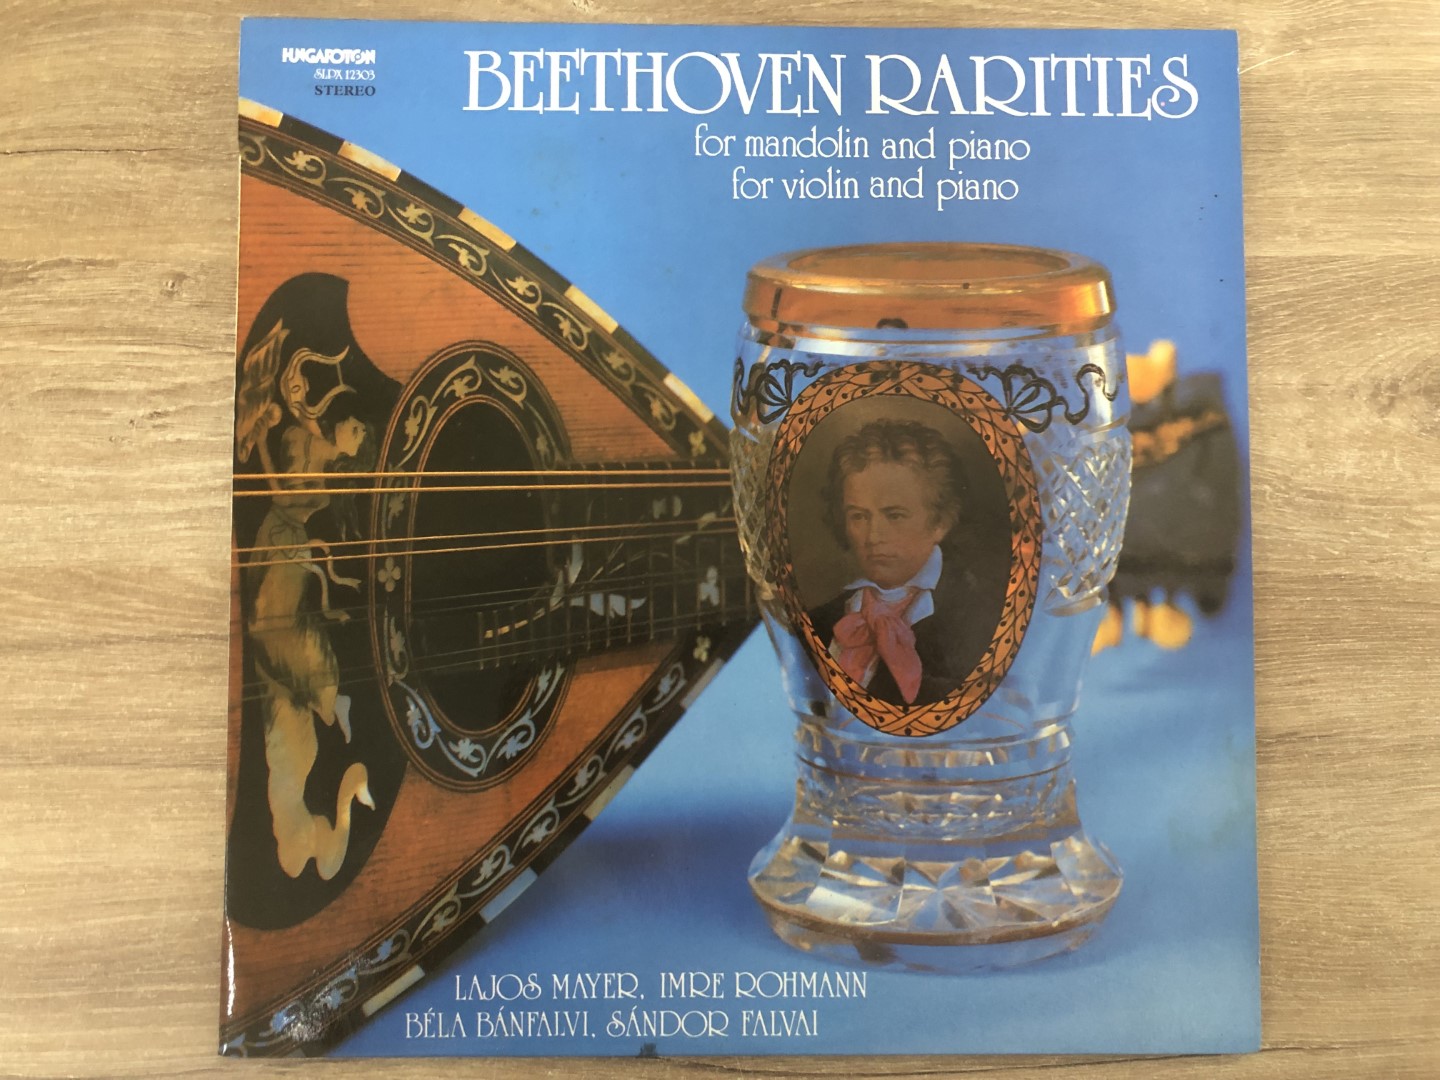 HUNGAROTON
SLPX 12303
STEREO
BEETHOVEN RARITIES
for mandolin and piano
for violin and piano
LAJOS MAYER, IMRE ROHMANN
BÉLA BÁNFALVI, SÁNDOR FALVAI